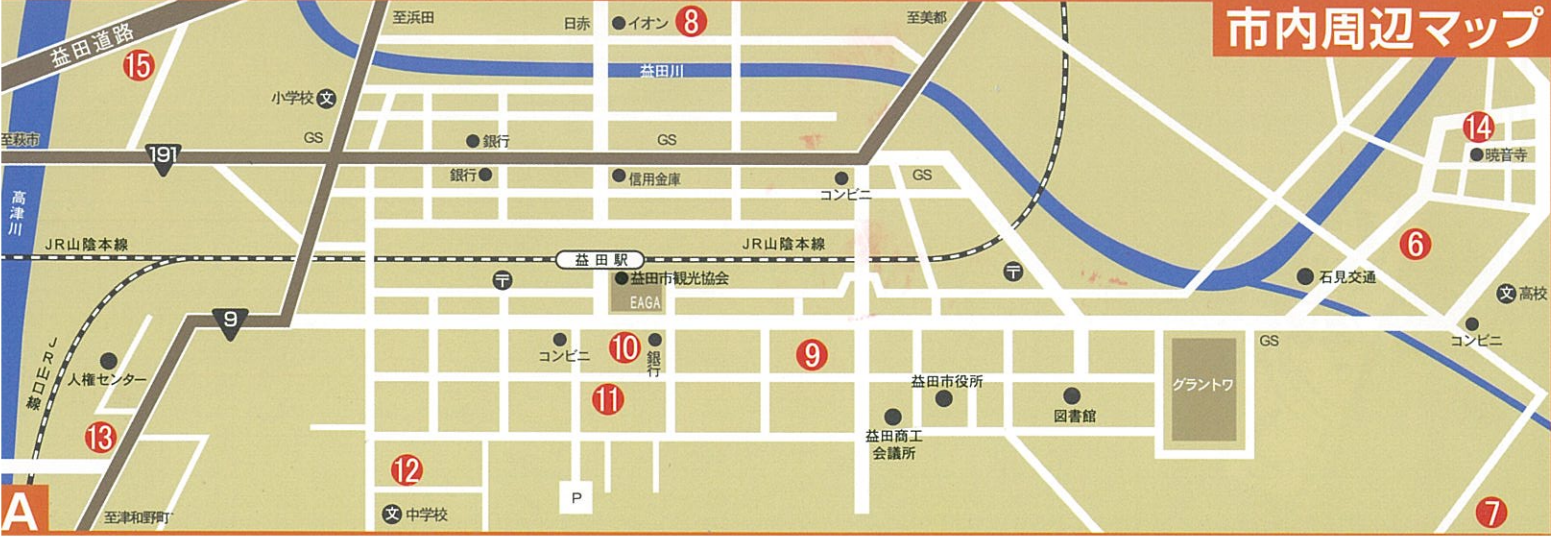 市内周辺マップ
益田道路
15
至浜田
日赤
イオン
8
至美都
益田川
小学校
文
至萩市
191
GS
銀行
GS
銀行
信用金庫
コンビニ
GS
14
暁音寺
高津川
JR山陰本線
益田駅
JR山陰本線
6
〒
益田市観光協会
EAGA
〒
石見交通
文
高校
9
コンビニ
10
銀行
9
GS
コンビニ
JR山口線
人権センター
11
益田市役所
図書館
グラントワ
13
益田商工
会議所
12
P
文
中学校
A
至津和野町
7